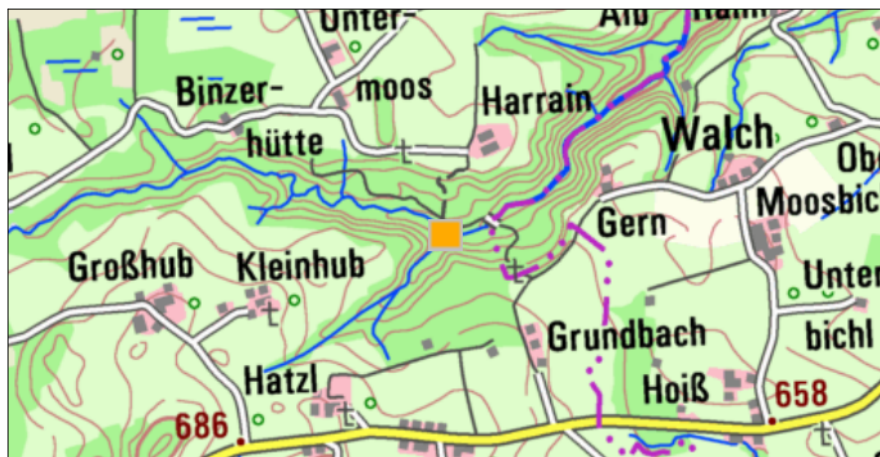 Unter-
Alb
Binzer-
moos
Harrain
hütte
Walch
Gern
Moosbic
Großhub
Kleinhub
Unter
Grundbach
bichl
Hatzl
Hoiß
658
686